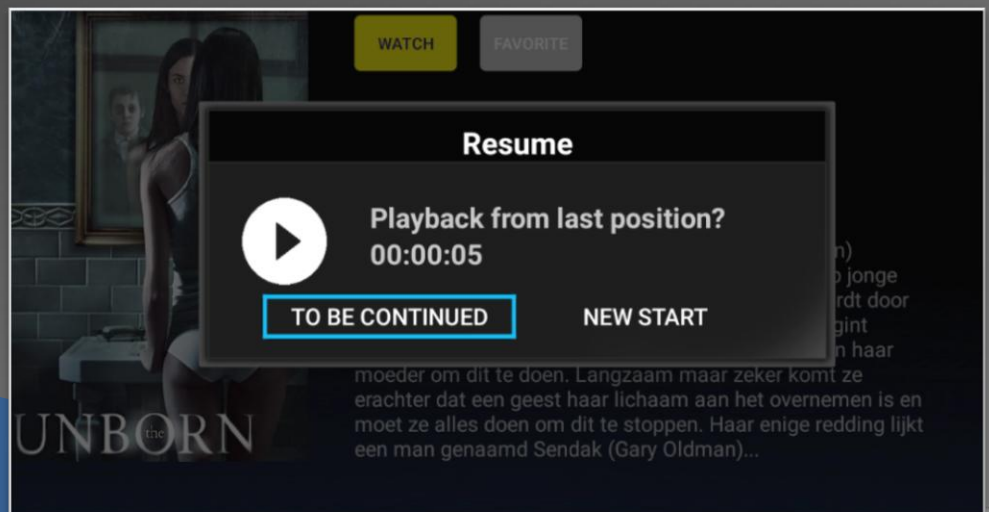 WATCH
FAVORITE
Resume
Playback from last position?
00:00:05
TO BE CONTINUED
NEW START
n)
jonge
rdt door
gint
n haar
moeder om dit te doen. Langzaam maar zeker komt ze
erachter dat een geest haar lichaam aan het overnemen is en
moet ze alles doen om dit te stoppen. Haar enige redding lijkt
een man genaamd Sendak (Gary Oldman)...
the
UNBORN